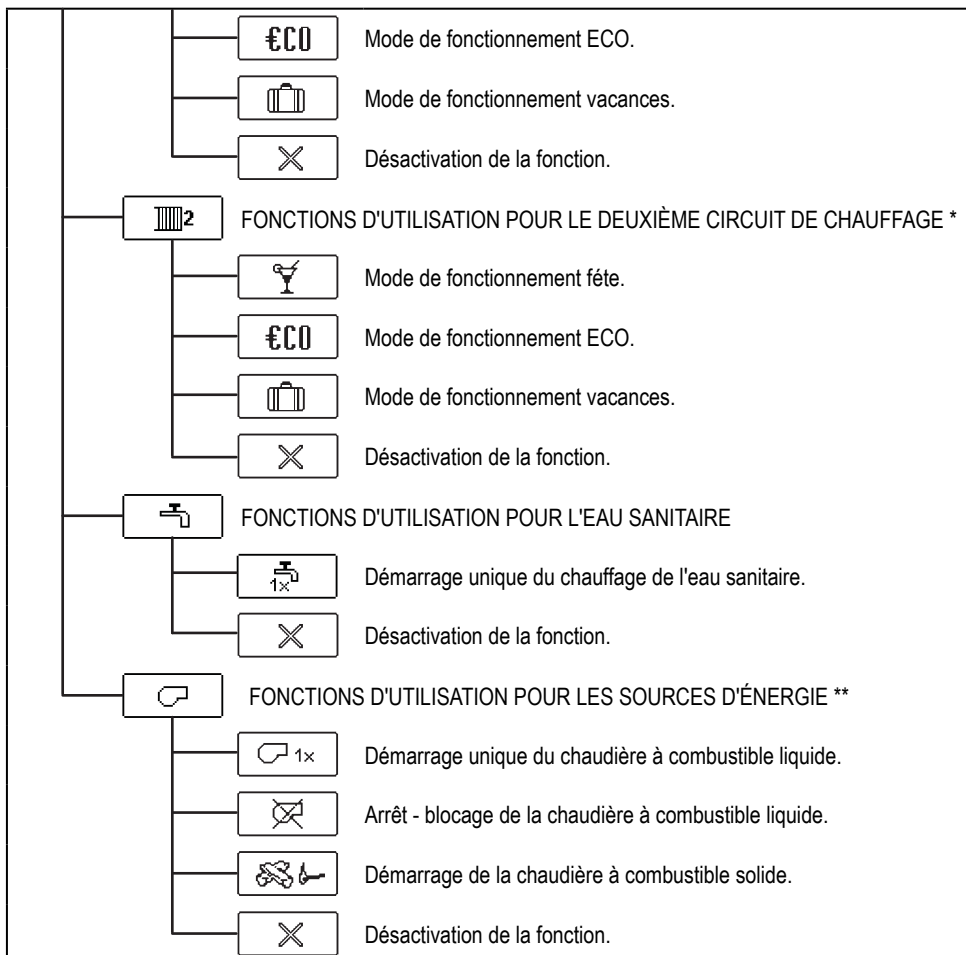 €CO Mode de fonctionnement ECO.
Mode de fonctionnement vacances.
Désactivation de la fonction.
2 FONCTIONS D'UTILISATION POUR LE DEUXIÈME CIRCUIT DE CHAUFFAGE *
Mode de fonctionnement féte.
€CO Mode de fonctionnement ECO.
Mode de fonctionnement vacances.
Désactivation de la fonction.
FONCTIONS D'UTILISATION POUR L'EAU SANITAIRE
1x Démarrage unique du chauffage de l'eau sanitaire.
Désactivation de la fonction.
FONCTIONS D'UTILISATION POUR LES SOURCES D'ÉNERGIE **
1x Démarrage unique du chaudière à combustible liquide.
Arrêt - blocage de la chaudière à combustible liquide.
Démarrage de la chaudière à combustible solide.
Désactivation de la fonction.